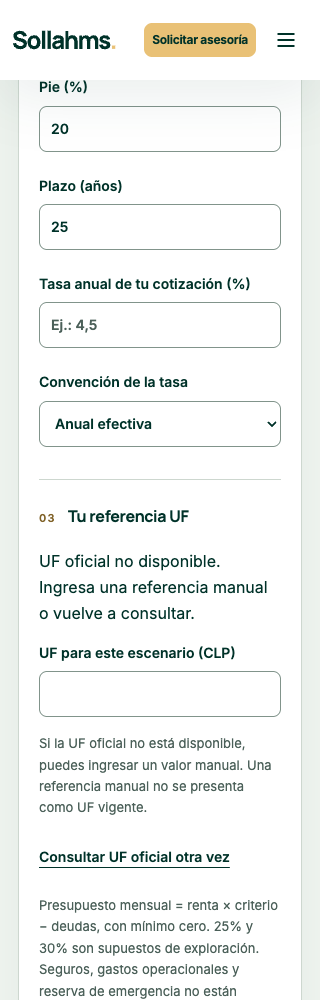 Sollahms.
Solicitar asesoría
Pie (%)
20
Plazo (años)
25
Tasa anual de tu cotización (%)
Ej.: 4,5
Convención de la tasa
Anual efectiva
03 Tu referencia UF
UF oficial no disponible.
Ingresa una referencia manual
o vuelve a consultar.
UF para este escenario (CLP)
Si la UF oficial no está disponible,
puedes ingresar un valor manual. Una
referencia manual no se presenta
como UF vigente.
Consultar UF oficial otra vez
Presupuesto mensual = renta × criterio
− deudas, con mínimo cero. 25% y
30% son supuestos de exploración.
Seguros, gastos operacionales y
reserva de emergencia no están